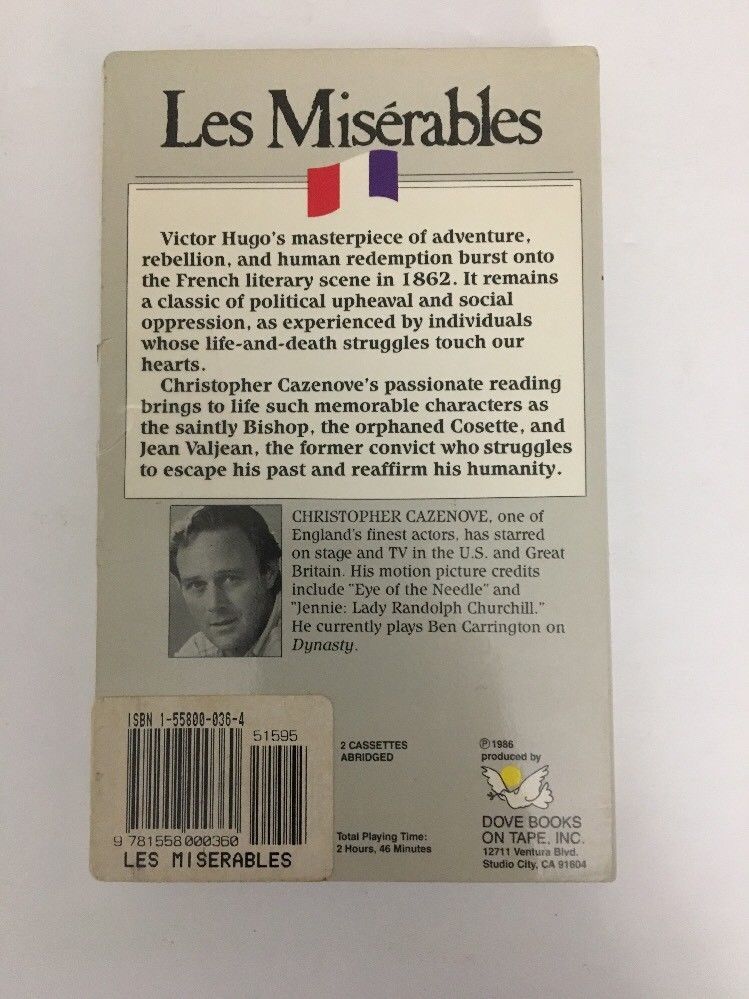 Les Misérables
Victor Hugo's masterpiece of adventure,
rebellion, and human redemption burst onto
the French literary scene in 1862. It remains
a classic of political upheaval and social
oppression, as experienced by individuals
whose life-and-death struggles touch our
hearts.
Christopher Cazenove's passionate reading
brings to life such memorable characters as
the saintly Bishop, the orphaned Cosette, and
Jean Valjean, the former convict who struggles
to escape his past and reaffirm his humanity.
CHRISTOPHER CAZENOVE, one of
England's finest actors, has starred
on stage and TV in the U.S. and Great
Britain. His motion picture credits
include "Eye of the Needle" and
"Jennie: Lady Randolph Churchill."
He currently plays Ben Carrington on
Dynasty.
ISBN 1-55800-036-4
51595
9 781558 000360
LES MISERABLES
2 CASSETTES
ABRIDGED
Total Playing Time:
2 Hours, 46 Minutes
℗ 1986
produced by
DOVE BOOKS
ON TAPE, INC.
12711 Ventura Blvd.
Studio City, CA 91604